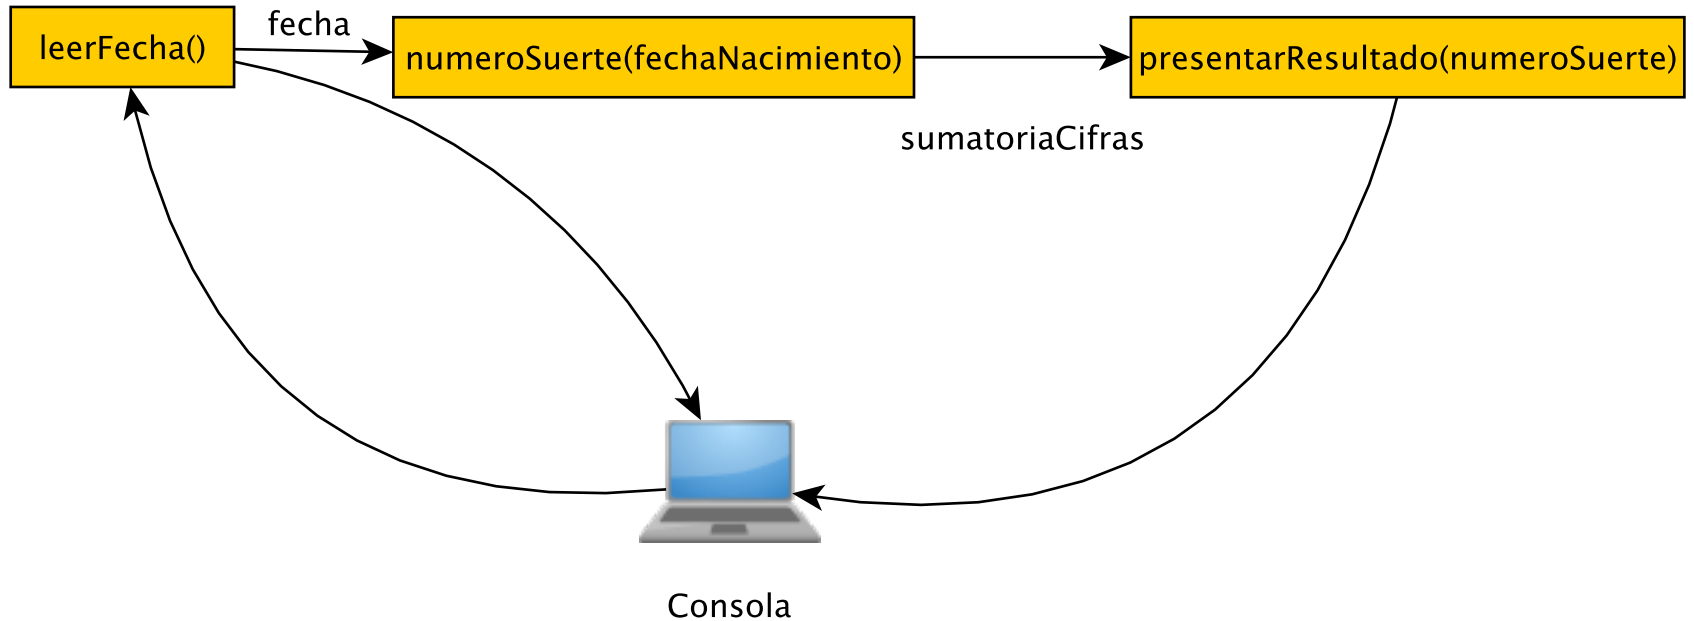 leerFecha()
fecha
numeroSuerte(fechaNacimiento)
presentarResultado(numeroSuerte)
sumatoriaCifras
Consola